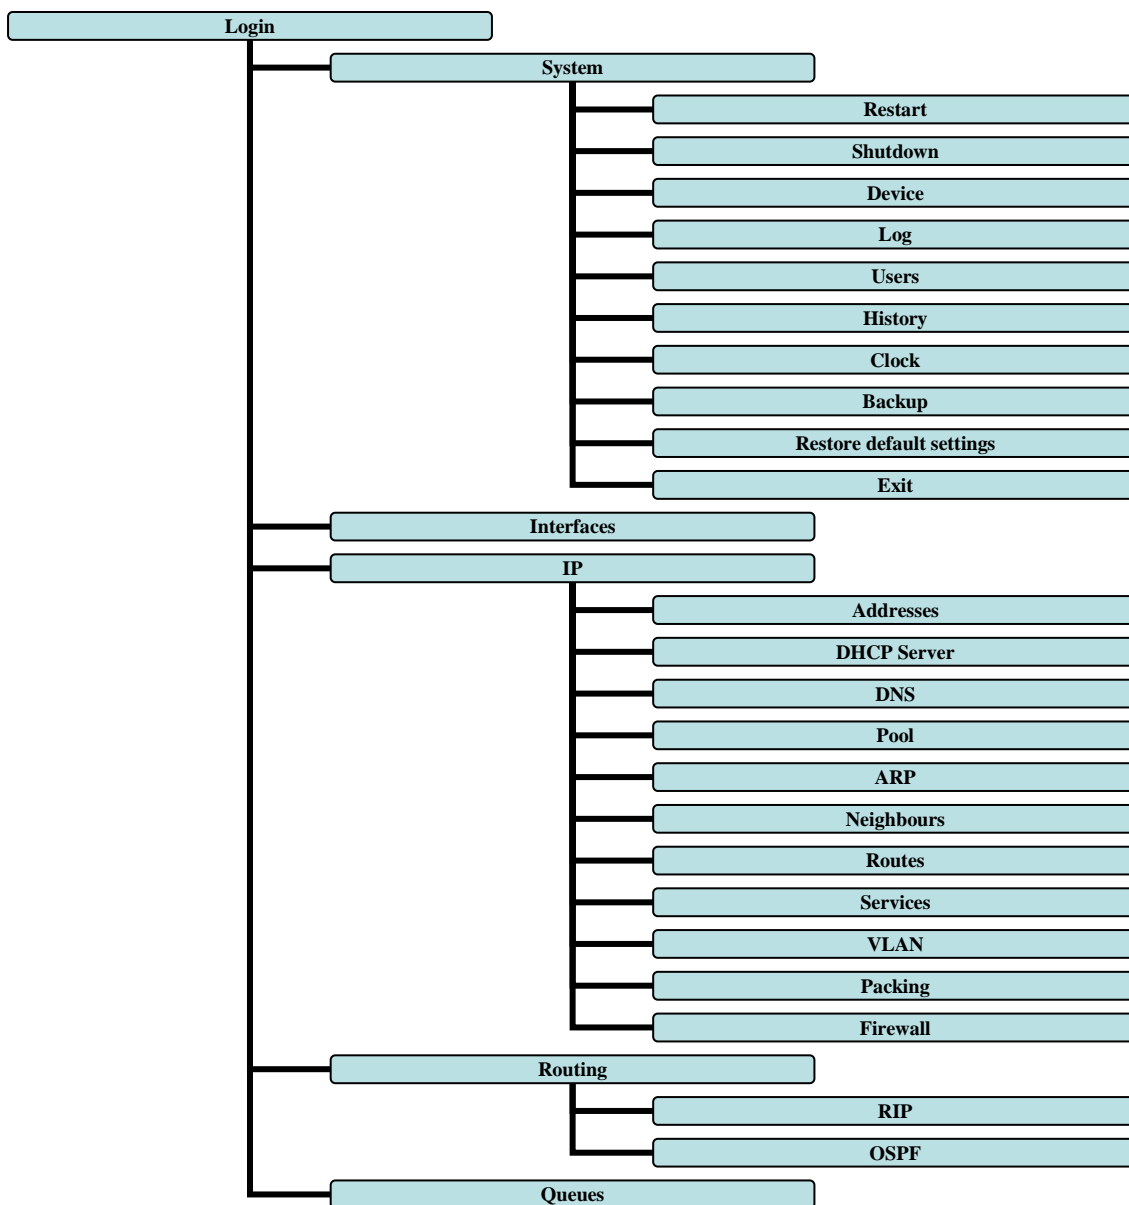 Login
System
Restart
Shutdown
Device
Log
Users
History
Clock
Backup
Restore default settings
Exit
Interfaces
IP
Addresses
DHCP Server
DNS
Pool
ARP
Neighbours
Routes
Services
VLAN
Packing
Firewall
Routing
RIP
OSPF
Queues